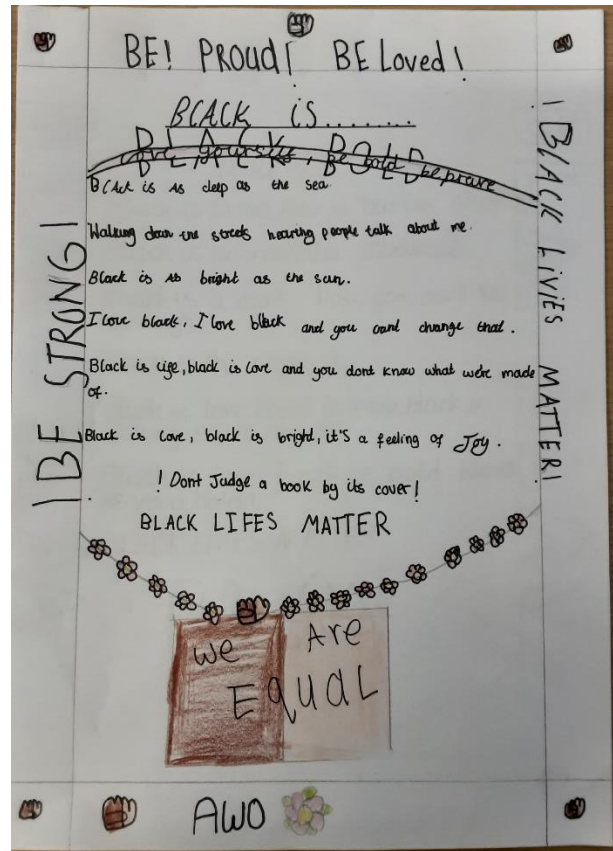 BE! PROUD! BE Loved!
BLACK is........
BLACK BOLD
Love yourself, be bold be brave
BLACK is as deep as the sea.
Walking down the streets hearing people talk about me.
Black is as bright as the sun.
I love black, I love black and you cant change that.
Black is life, black is love and you dont know what we're made
of.
Black is love, black is bright, it's a feeling of Joy.
! Dont Judge a book by its cover!
BLACK LIFES MATTER
! BE STRONG !
! BLACK LiViES MATTER!
We Are
EQUAL
AWO